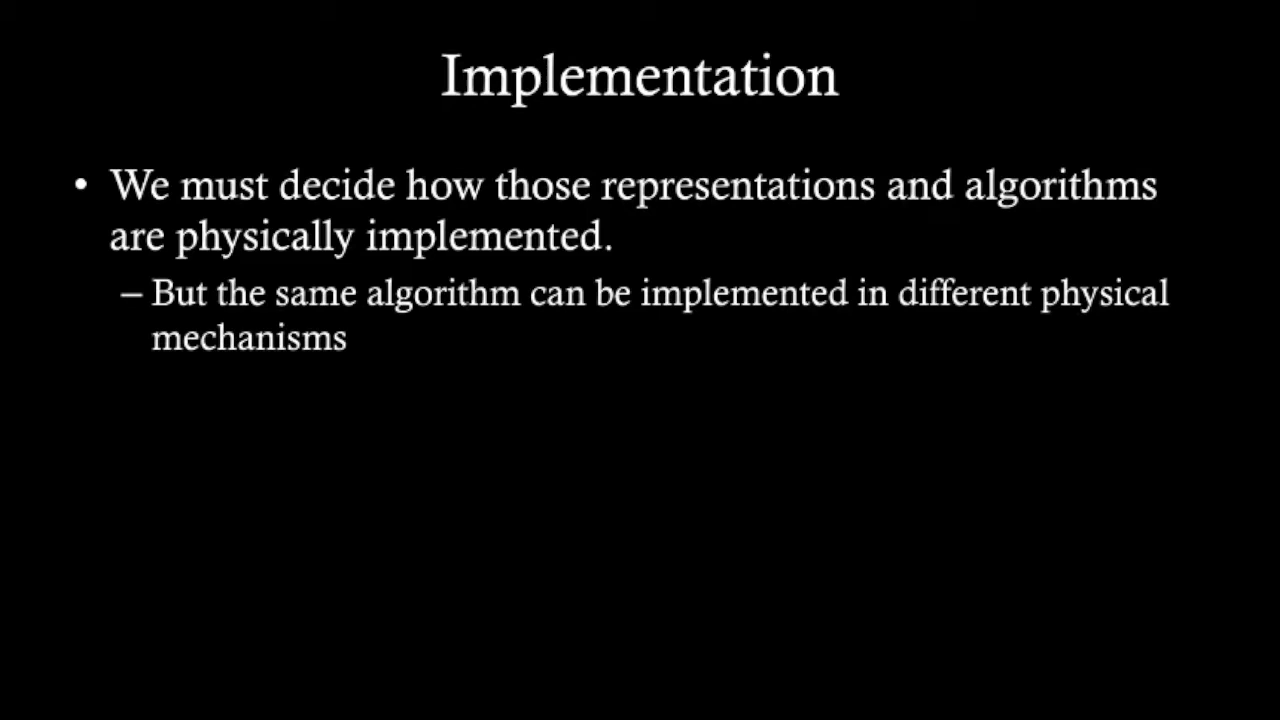 Implementation
• We must decide how those representations and algorithms
are physically implemented.
– But the same algorithm can be implemented in different physical
mechanisms